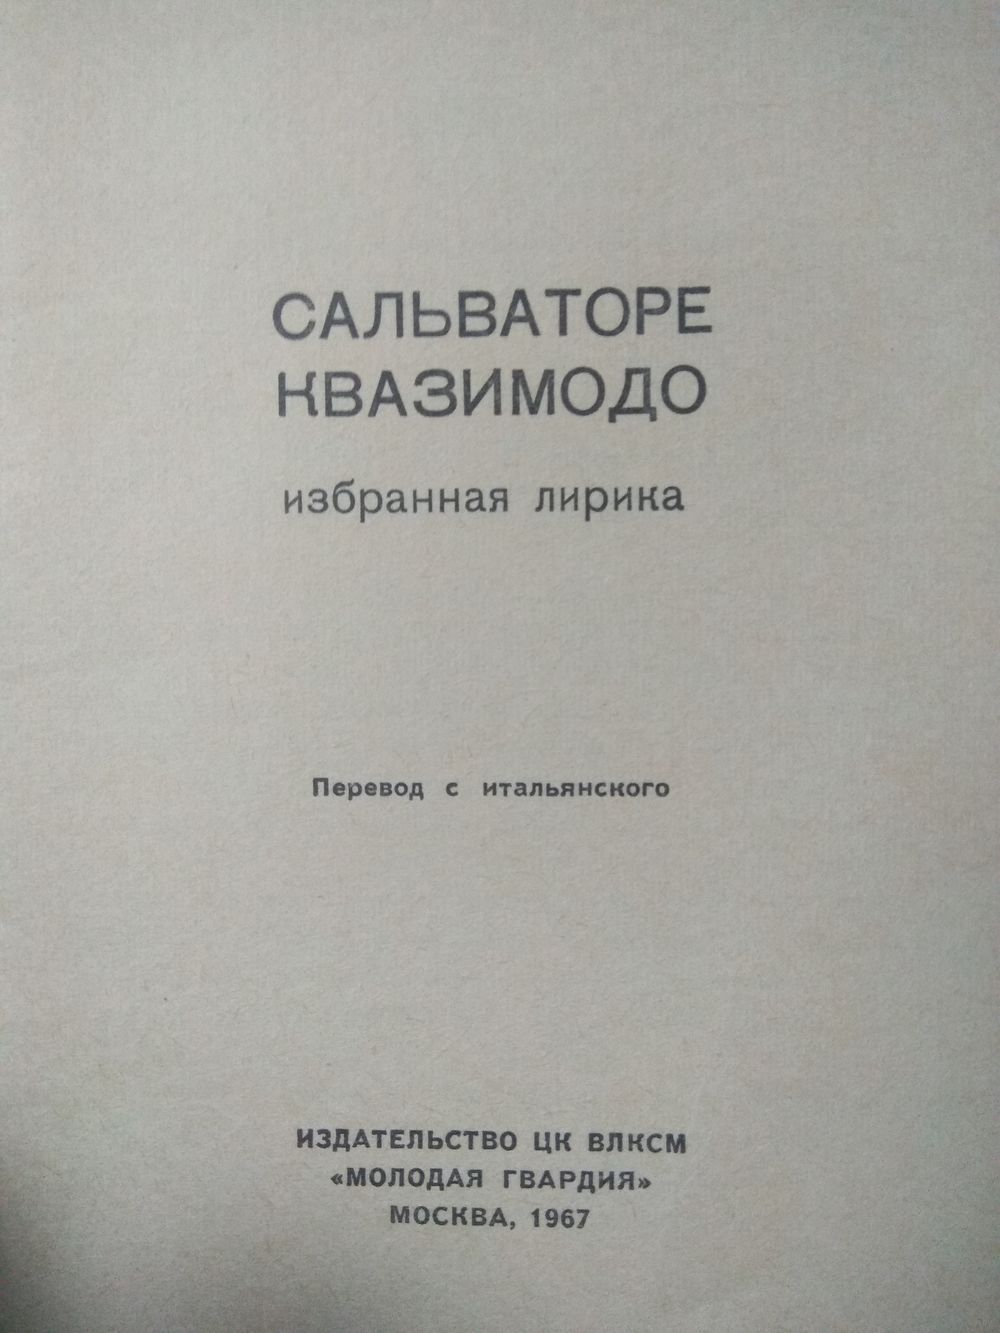 САЛЬВАТОРЕ
КВАЗИМОДО
избранная лирика
Перевод с итальянского
ИЗДАТЕЛЬСТВО ЦК ВЛКСМ
«МОЛОДАЯ ГВАРДИЯ»
МОСКВА, 1967